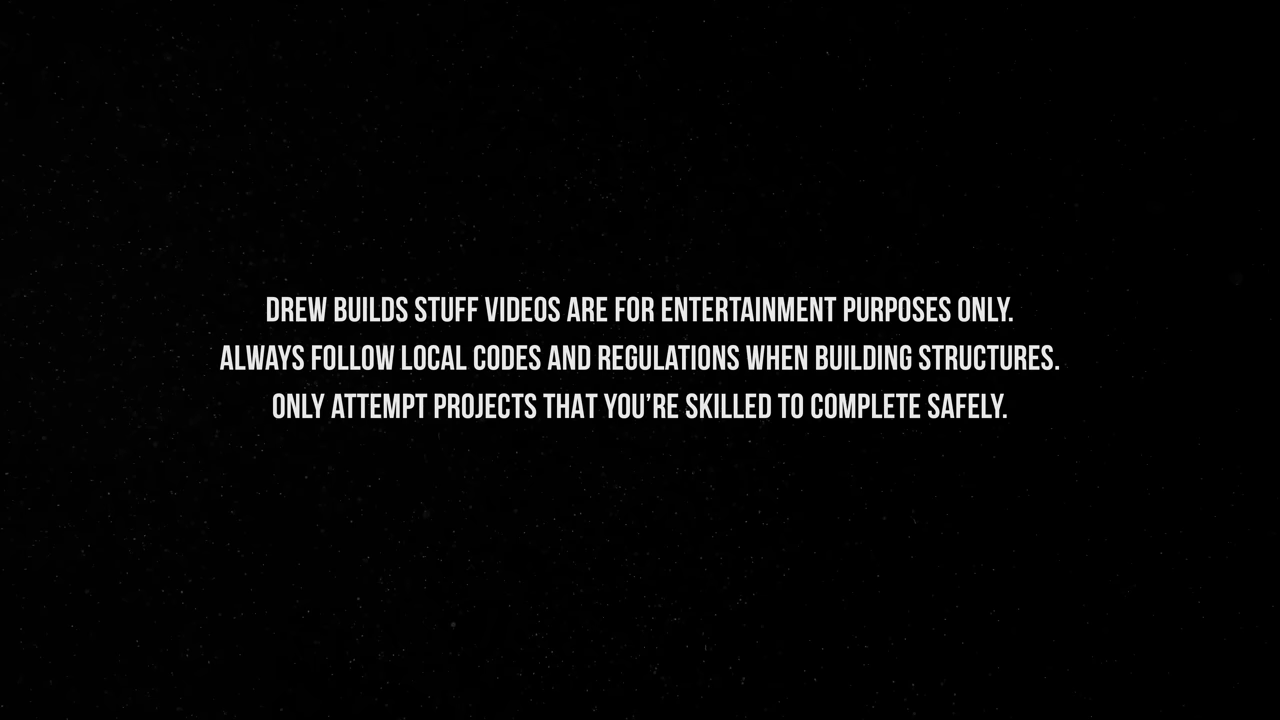 DREW BUILDS STUFF VIDEOS ARE FOR ENTERTAINMENT PURPOSES ONLY.
ALWAYS FOLLOW LOCAL CODES AND REGULATIONS WHEN BUILDING STRUCTURES.
ONLY ATTEMPT PROJECTS THAT YOU’RE SKILLED TO COMPLETE SAFELY.